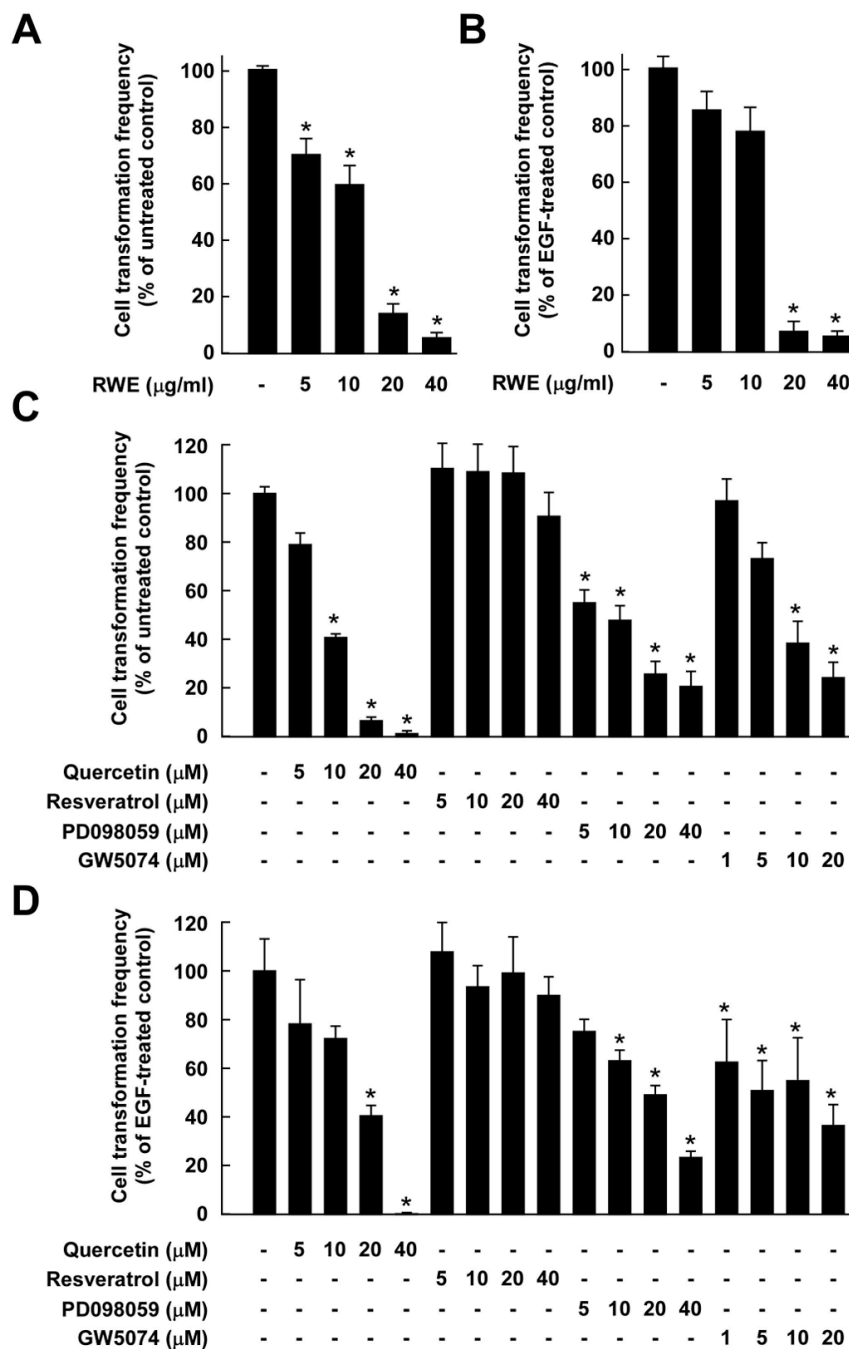 A
Cell transformation frequency
(% of untreated control)
100
80
60
40
20
0
*
*
*
*
RWE (μg/ml) - 5 10 20 40
B
Cell transformation frequency
(% of EGF-treated control)
100
80
60
40
20
0
*
*
RWE (μg/ml) - 5 10 20 40
C
Cell transformation frequency
(% of untreated control)
120
100
80
60
40
20
0
*
*
*
*
*
*
*
*
*
Quercetin (μM) - 5 10 20 40 - - - - - - - - - - - -
Resveratrol (μM) - - - - - 5 10 20 40 - - - - - - - -
PD098059 (μM) - - - - - - - - - 5 10 20 40 - - - -
GW5074 (μM) - - - - - - - - - - - - - 1 5 10 20
D
Cell transformation frequency
(% of EGF-treated control)
120
100
80
60
40
20
0
*
*
*
*
*
*
*
*
*
Quercetin (μM) - 5 10 20 40 - - - - - - - - - - - -
Resveratrol (μM) - - - - - 5 10 20 40 - - - - - - - -
PD098059 (μM) - - - - - - - - - 5 10 20 40 - - - -
GW5074 (μM) - - - - - - - - - - - - - 1 5 10 20